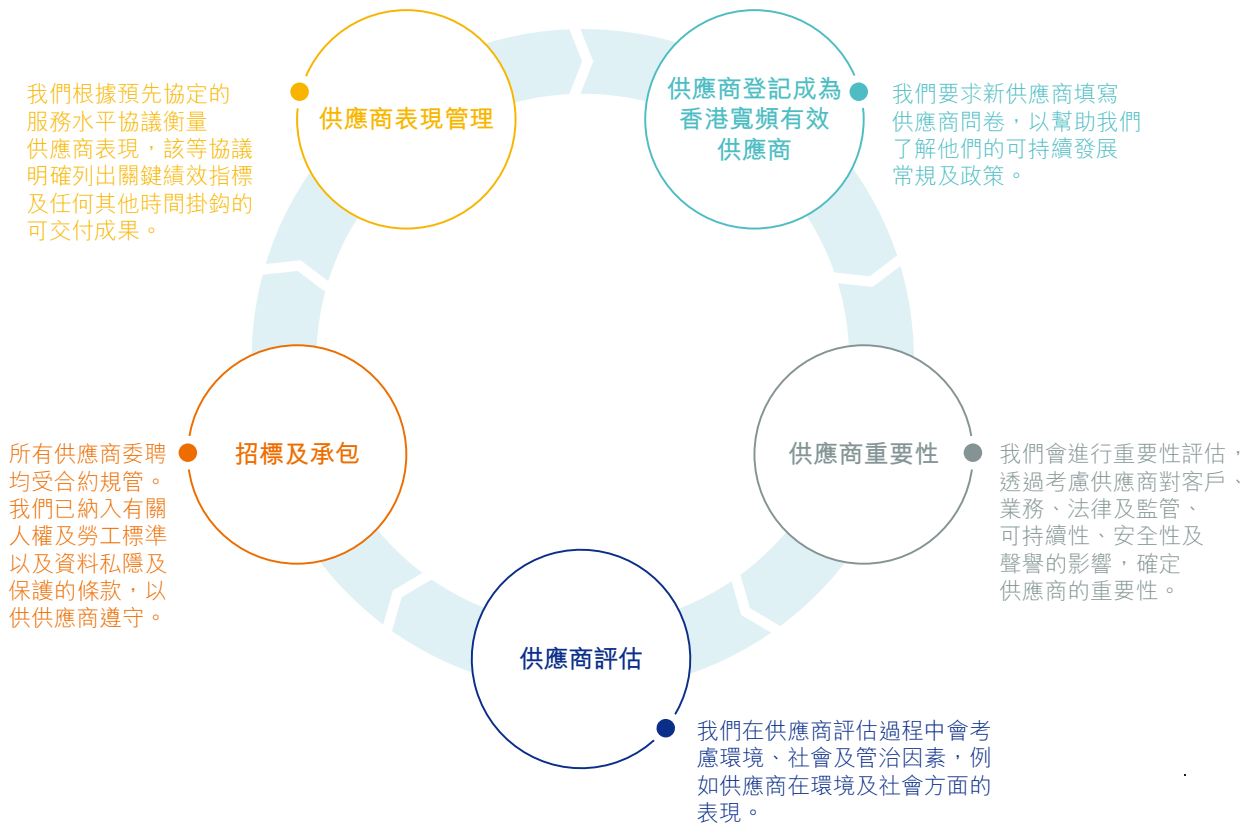 供應商表現管理
我們根據預先協定的
服務水平協議衡量
供應商表現，該等協議
明確列出關鍵績效指標
及任何其他時間掛鈎的
可交付成果。
供應商登記成為
香港寬頻有效
供應商
我們要求新供應商填寫
供應商問卷，以幫助我們
了解他們的可持續發展
常規及政策。
供應商重要性
我們會進行重要性評估，
透過考慮供應商對客戶、
業務、法律及監管、
可持續性、安全性及
聲譽的影響，確定
供應商的重要性。
供應商評估
我們在供應商評估過程中會考
慮環境、社會及管治因素，例
如供應商在環境及社會方面的
表現。
招標及承包
所有供應商委聘
均受合約規管。
我們已納入有關
人權及勞工標準
以及資料私隱及
保護的條款，以
供供應商遵守。
.